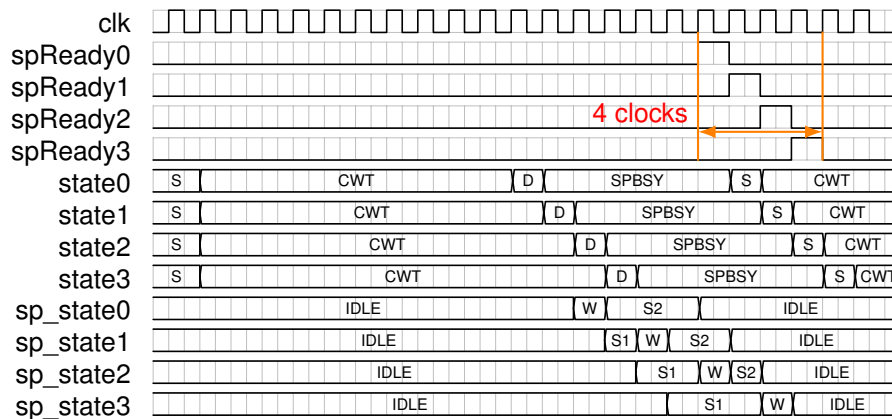 clk
spReady0
spReady1
spReady2 4 clocks
spReady3
state0 S CWT D SPBSY S CWT
state1 S CWT D SPBSY S CWT
state2 S CWT D SPBSY S CWT
state3 S CWT D SPBSY S CWT
sp_state0 IDLE W S2 IDLE
sp_state1 IDLE S1 W S2 IDLE
sp_state2 IDLE S1 W S2 IDLE
sp_state3 IDLE S1 W IDLE